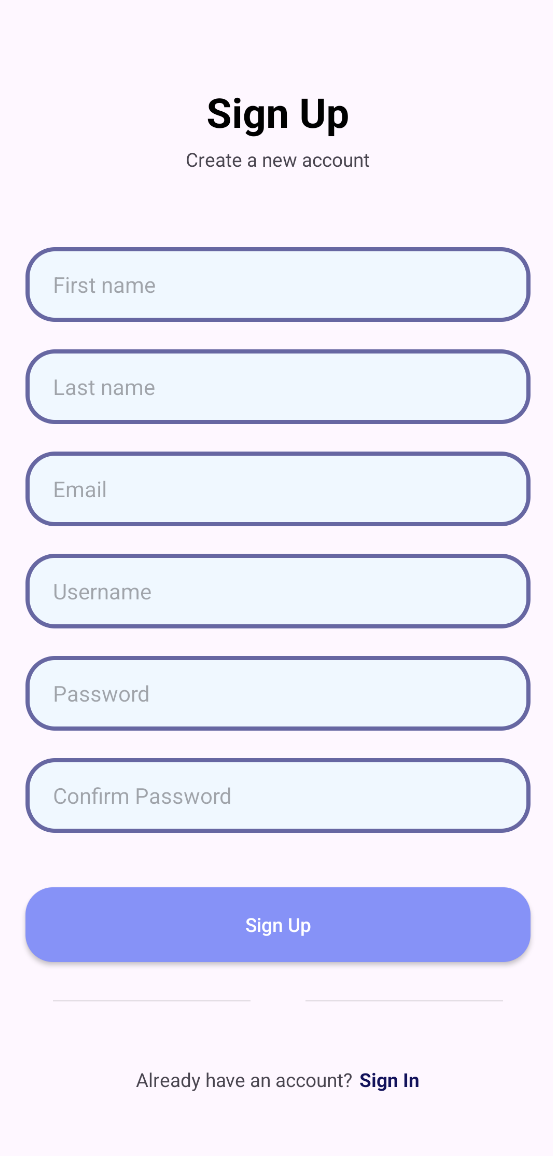 Sign Up
Create a new account
First name
Last name
Email
Username
Password
Confirm Password
Sign Up
Already have an account? Sign In